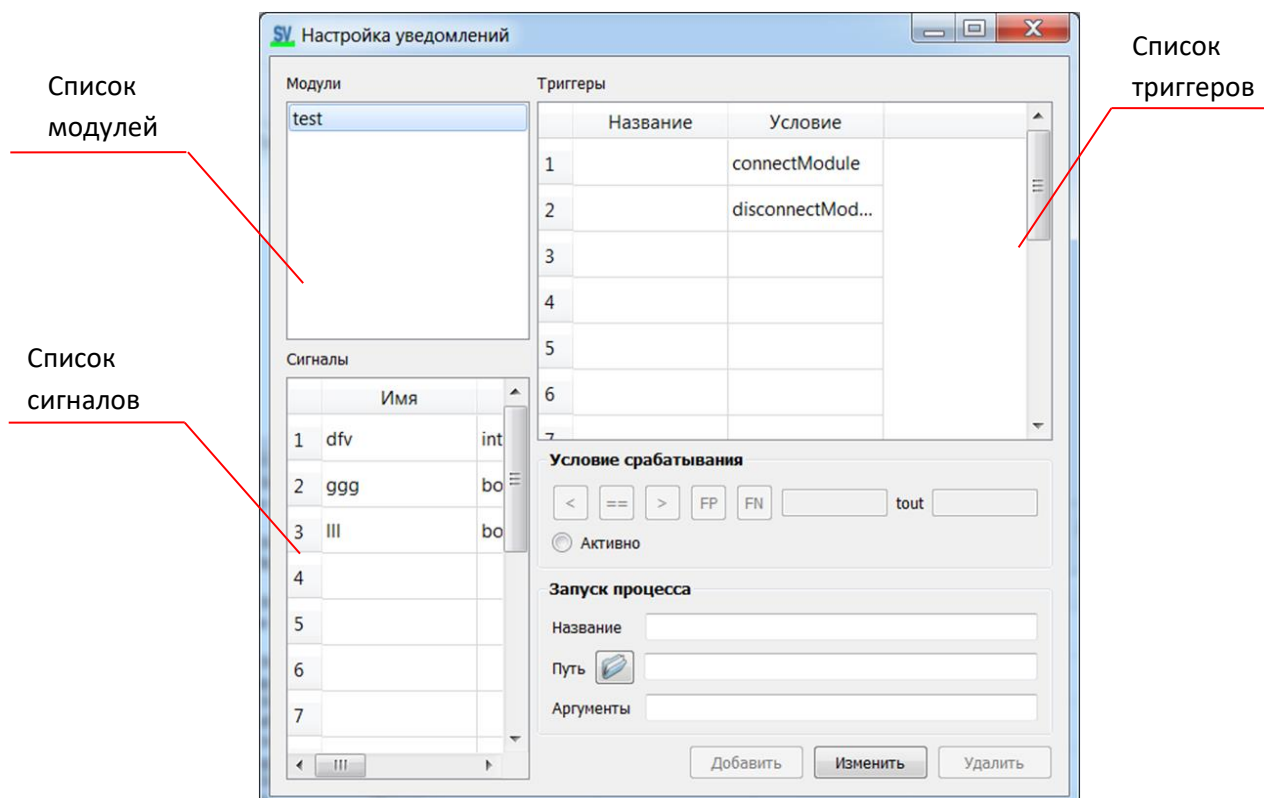 SV Настройка уведомлений
Список
модулей
Список
триггеров
Модули
test
Триггеры
Название Условие
1 connectModule
2 disconnectMod...
3
4
5
6
7
Список
сигналов
Сигналы
Имя
1 dfv int
2 ggg bo
3 lll bo
4
5
6
7
Условие срабатывания
< == > FP FN tout
Активно
Запуск процесса
Название
Путь
Аргументы
Добавить Изменить Удалить